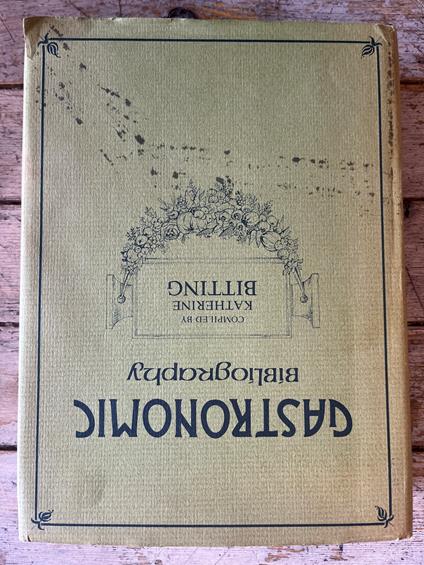 GASTRONOMIC
Bibliography
COMPILED BY
KATHERINE
BITTING